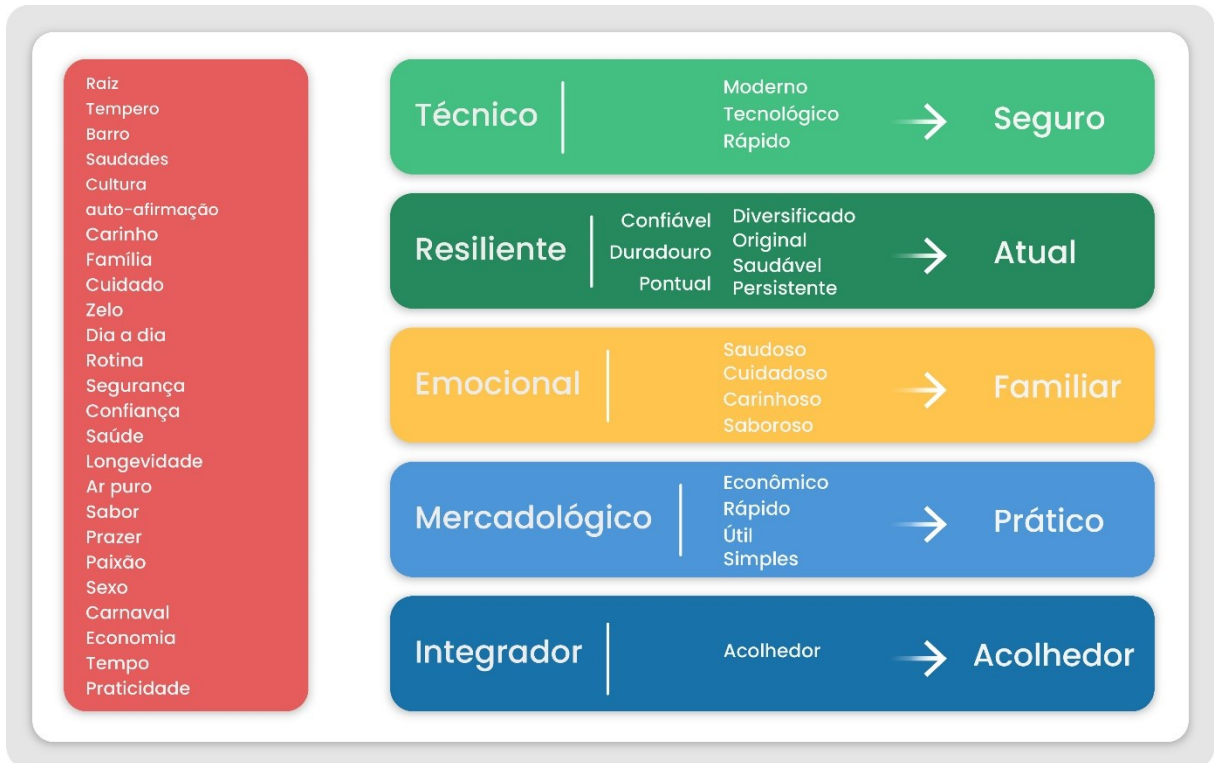 Raiz
Tempero
Barro
Saudades
Cultura
auto-afirmação
Carinho
Família
Cuidado
Zelo
Dia a dia
Rotina
Segurança
Confiança
Saúde
Longevidade
Ar puro
Sabor
Prazer
Paixão
Sexo
Carnaval
Economia
Tempo
Praticidade
Técnico
Moderno
Tecnológico
Rápido
Seguro
Resiliente
Confiável
Duradouro
Pontual
Diversificado
Original
Saudável
Persistente
Atual
Emocional
Saudoso
Cuidadoso
Carinhoso
Saboroso
Familiar
Mercadológico
Econômico
Rápido
Útil
Simples
Prático
Integrador
Acolhedor
Acolhedor